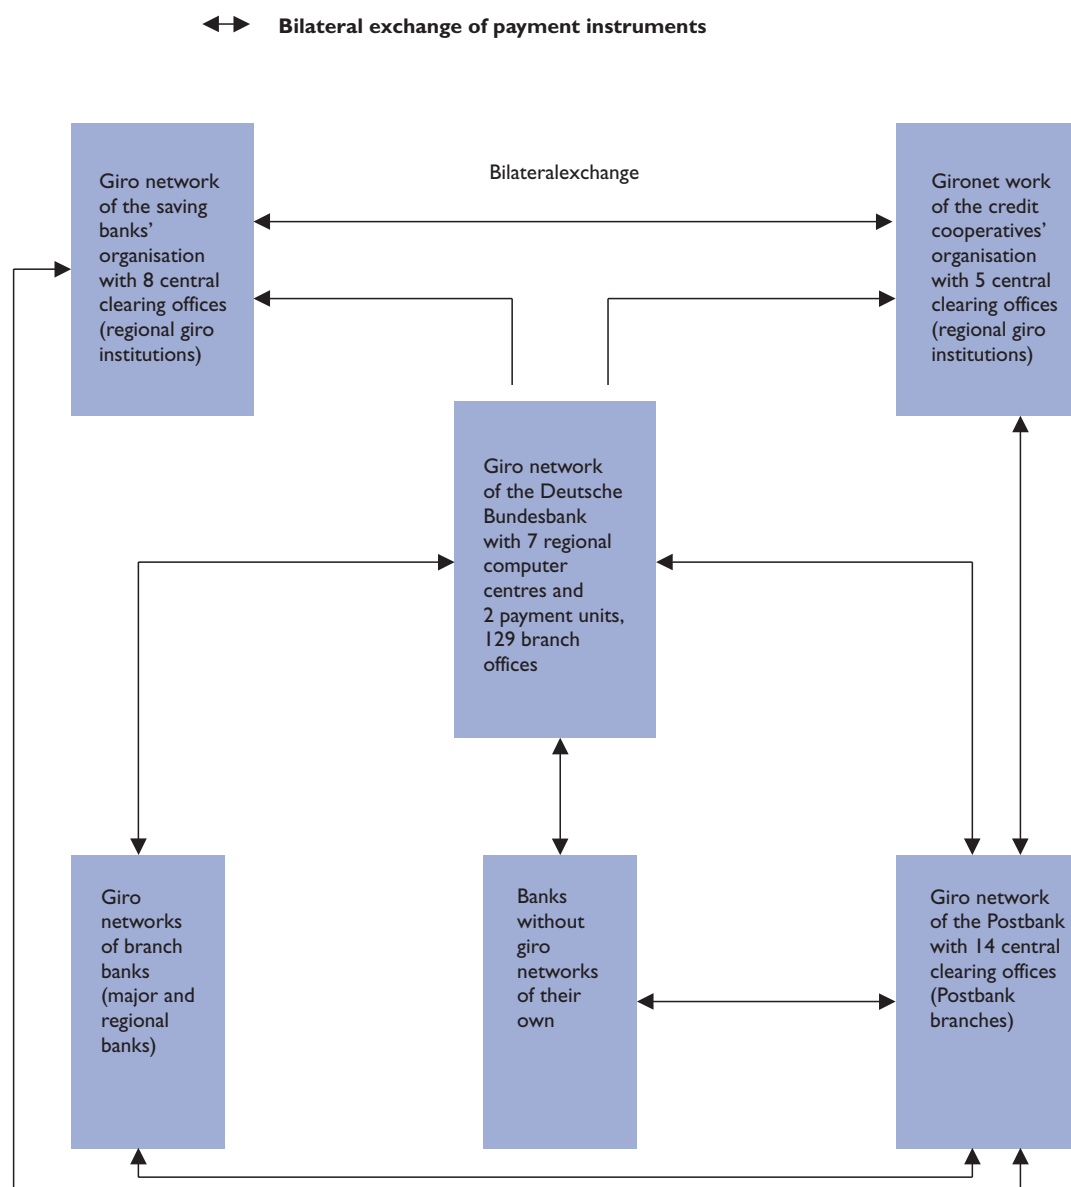 Bilateral exchange of payment instruments
Giro network
of the saving
banks’
organisation
with 8 central
clearing offices
(regional giro
institutions)
Bilateralexchange
Gironet work
of the credit
cooperatives’
organisation
with 5 central
clearing offices
(regional giro
institutions)
Giro network
of the Deutsche
Bundesbank
with 7 regional
computer
centres and
2 payment units,
129 branch
offices
Giro
networks
of branch
banks
(major and
regional
banks)
Banks
without
giro
networks
of their
own
Giro network
of the Postbank
with 14 central
clearing offices
(Postbank
branches)